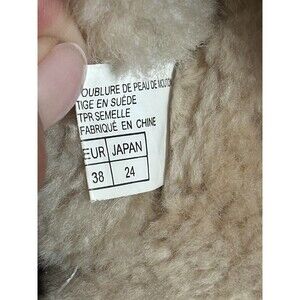 DOUBLURE DE PEAU DE MOUTON
TIGE EN SUÈDE
TPR SEMELLE
FABRIQUÉ EN CHINE
EUR JAPAN
38 24